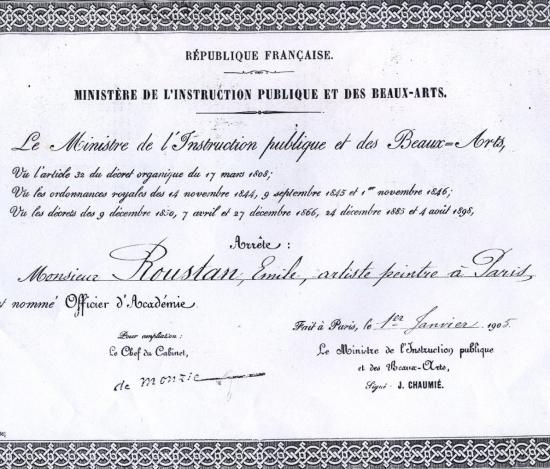 RÉPUBLIQUE FRANÇAISE.
MINISTÈRE DE L'INSTRUCTION PUBLIQUE ET DES BEAUX-ARTS.
Le Ministre de l'Instruction publique et des Beaux=Arts,
Vu l'article 32 du décret organique du 17 mars 1808;
Vu les ordonnances royales des 14 novembre 1844, 9 septembre 1845 et 1er novembre 1846;
Vu les décrets des 9 décembre 1850, 7 avril et 27 décembre 1866, 24 décembre 1885 et 4 août 1898,
Arrête :
Monsieur Roustan, Emile, artiste peintre à Paris,
nommé Officier d'Académie.
Fait à Paris, le 1er Janvier 1905.
Pour ampliation :
Le Chef du Cabinet,
de Monzie
Le Ministre de l'Instruction publique
et des Beaux-Arts,
Signé : J. CHAUMIÉ.